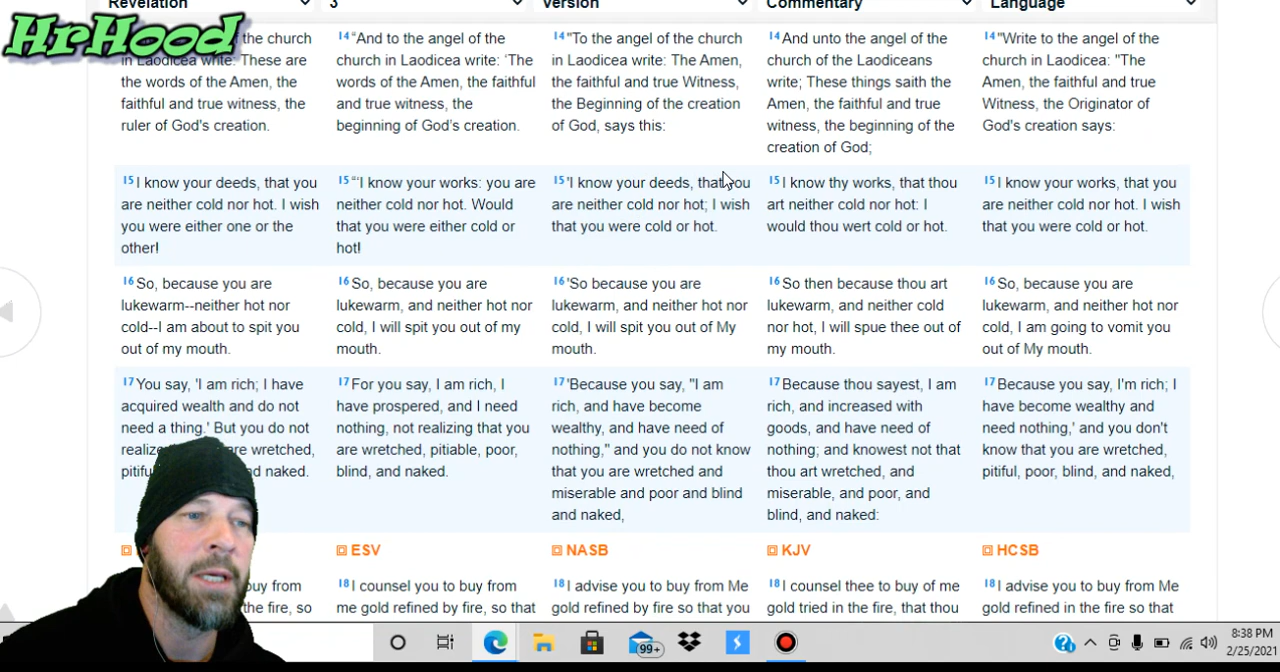 Revelation 3 Version Commentary Language
HrHood
of the church
in Laodicea write: These are
the words of the Amen, the
faithful and true witness, the
ruler of God's creation.
14 “And to the angel of the
church in Laodicea write: ‘The
words of the Amen, the faithful
and true witness, the
beginning of God’s creation.
14 "To the angel of the church
in Laodicea write: The Amen,
the faithful and true Witness,
the Beginning of the creation
of God, says this:
14 And unto the angel of the
church of the Laodiceans
write; These things saith the
Amen, the faithful and true
witness, the beginning of the
creation of God;
14 "Write to the angel of the
church in Laodicea: "The
Amen, the faithful and true
Witness, the Originator of
God's creation says:
15 I know your deeds, that you
are neither cold nor hot. I wish
you were either one or the
other!
15 “‘I know your works: you are
neither cold nor hot. Would
that you were either cold or
hot!
15 'I know your deeds, that you
are neither cold nor hot; I wish
that you were cold or hot.
15 I know thy works, that thou
art neither cold nor hot: I
would thou wert cold or hot.
15 I know your works, that you
are neither cold nor hot. I wish
that you were cold or hot.
16 So, because you are
lukewarm--neither hot nor
cold--I am about to spit you
out of my mouth.
16 So, because you are
lukewarm, and neither hot nor
cold, I will spit you out of my
mouth.
16 'So because you are
lukewarm, and neither hot nor
cold, I will spit you out of My
mouth.
16 So then because thou art
lukewarm, and neither cold
nor hot, I will spue thee out of
my mouth.
16 So, because you are
lukewarm, and neither hot nor
cold, I am going to vomit you
out of My mouth.
17 You say, 'I am rich; I have
acquired wealth and do not
need a thing.' But you do not
are wretched,
nd naked.
17 For you say, I am rich, I
have prospered, and I need
nothing, not realizing that you
are wretched, pitiable, poor,
blind, and naked.
17 'Because you say, "I am
rich, and have become
wealthy, and have need of
nothing," and you do not know
that you are wretched and
miserable and poor and blind
and naked,
17 Because thou sayest, I am
rich, and increased with
goods, and have need of
nothing; and knowest not that
thou art wretched, and
miserable, and poor, and
blind, and naked:
17 Because you say, I'm rich; I
have become wealthy and
need nothing,' and you don't
know that you are wretched,
pitiful, poor, blind, and naked,
ESV NASB KJV HCSB
buy from
the fire, so
18 I counsel you to buy from
me gold refined by fire, so that
18 I advise you to buy from Me
gold refined by fire so that you
18 I counsel thee to buy of me
gold tried in the fire, that thou
18 I advise you to buy from Me
gold refined in the fire so that
99+
8:38 PM
2/25/2021